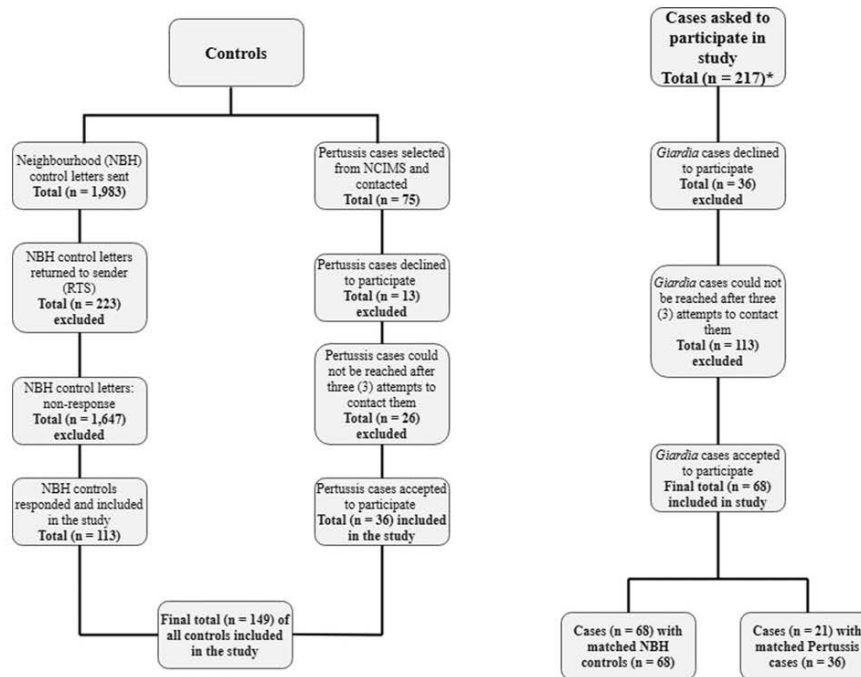 Controls
Neighbourhood (NBH)
control letters sent
Total (n = 1,983)
NBH control letters
returned to sender
(RTS)
Total (n = 223)
excluded
NBH control letters:
non-response
Total (n = 1,647)
excluded
NBH controls
responded and included
in the study
Total (n = 113)
Pertussis cases selected
from NCIMS and
contacted
Total (n = 75)
Pertussis cases declined
to participate
Total (n = 13)
excluded
Pertussis cases could
not be reached after
three (3) attempts to
contact them
Total (n = 26)
excluded
Pertussis cases accepted
to participate
Total (n = 36) included
in the study
Final total (n = 149) of
all controls included
in the study
Cases asked to
participate in
study
Total (n = 217)*
Giardia cases declined
to participate
Total (n = 36)
excluded
Giardia cases could not
be reached after three
(3) attempts to contact
them
Total (n = 113)
excluded
Giardia cases accepted
to participate
Final total (n = 68)
included in study
Cases (n = 68) with
matched NBH
controls (n = 68)
Cases (n = 21) with
matched Pertussis
cases (n = 36)